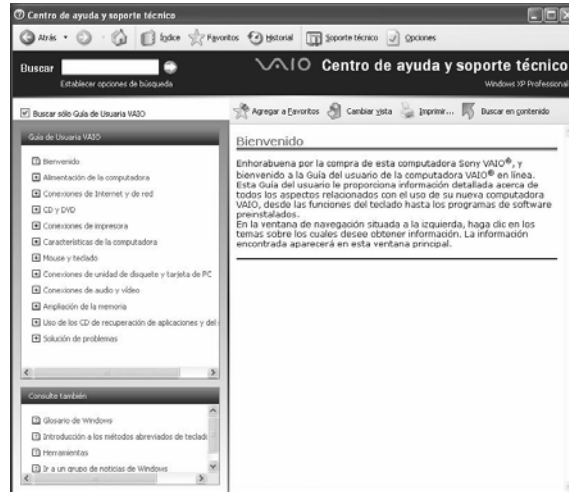 Centro de ayuda y soporte técnico
Atrás Índice Favoritos Historial Soporte técnico Opciones
Buscar
Establecer opciones de búsqueda
VAIO Centro de ayuda y soporte técnico
Windows XP Professional
Buscar sólo Guía de Usuaria VAIO
Agregar a Favoritos Cambiar vista Imprimir... Buscar en contenido
Guía de Usuaria VAIO
Bienvenido
Alimentación de la computadora
Conexiones de Internet y de red
CD y DVD
Conexiones de impresora
Características de la computadora
Mouse y teclado
Conexiones de unidad de disquete y tarjeta de PC
Conexiones de audio y vídeo
Ampliación de la memoria
Uso de los CD de recuperación de aplicaciones y del
Solución de problemas
Consulte también
Glosario de Windows
Introducción a los métodos abreviados de teclado
Herramientas
Ir a un grupo de noticias de Windows
Bienvenido
Enhorabuena por la compra de esta computadora Sony VAIO®, y
bienvenido a la Guía del usuario de la computadora VAIO® en línea.
Esta Guía del usuario le proporciona información detallada acerca de
todos los aspectos relacionados con el uso de su nueva computadora
VAIO, desde las funciones del teclado hasta los programas de software
preinstalados.
En la ventana de navegación situada a la izquierda, haga clic en los
temas sobre los cuales desee obtener información. La información
encontrada aparecerá en esta ventana principal.